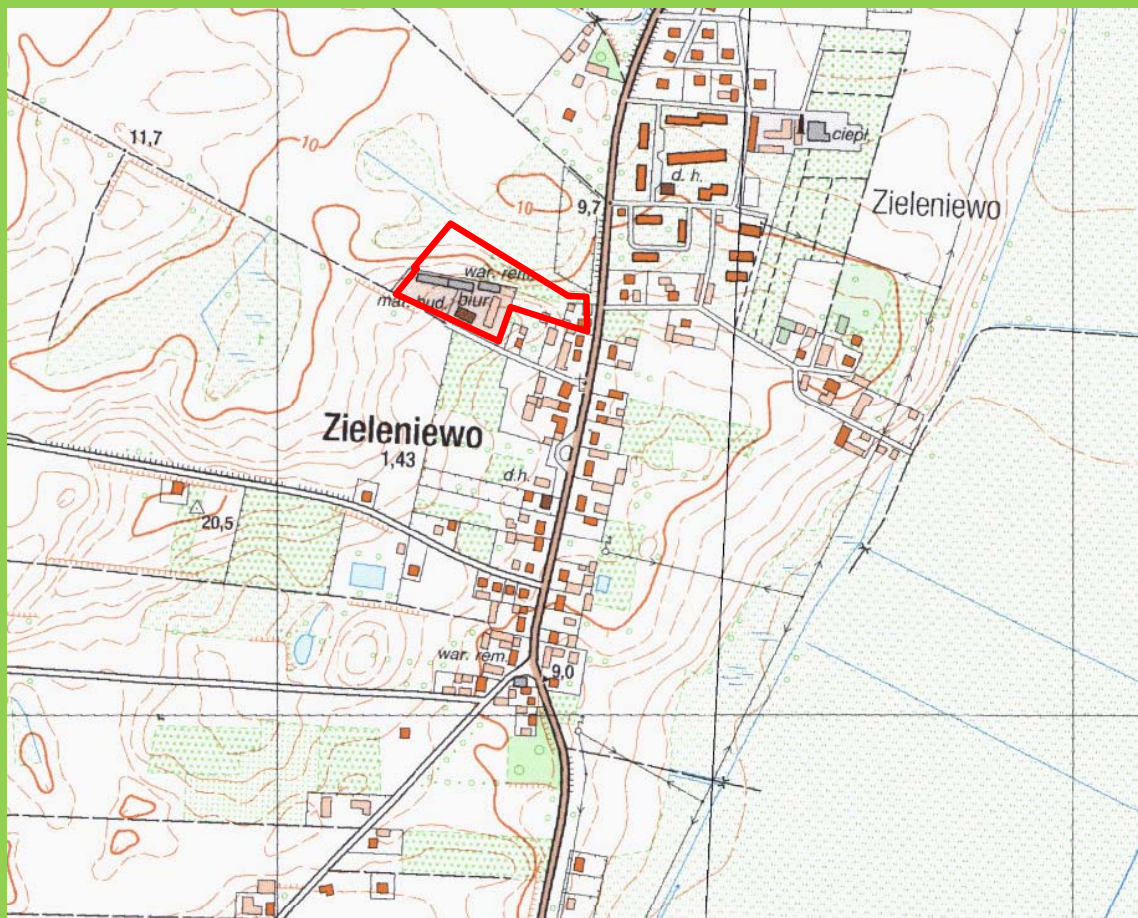 11,7
10
ciepł.
d. h.
Zieleniewo
9,7
10
war. rem.
mat. bud.
biur.
Zieleniewo
1,43
d.h.
20,5
war. rem.
9,0